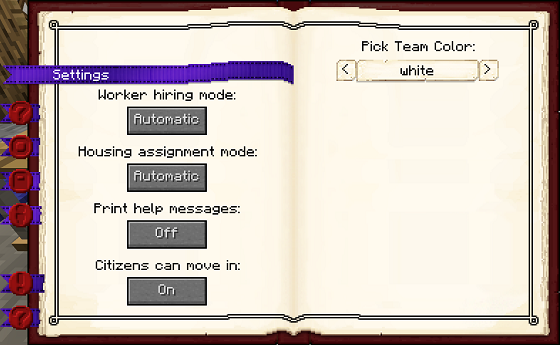 Settings
Worker hiring mode:
Automatic
Housing assignment mode:
Automatic
Print help messages:
Off
Citizens can move in:
On
Pick Team Color:
< white >